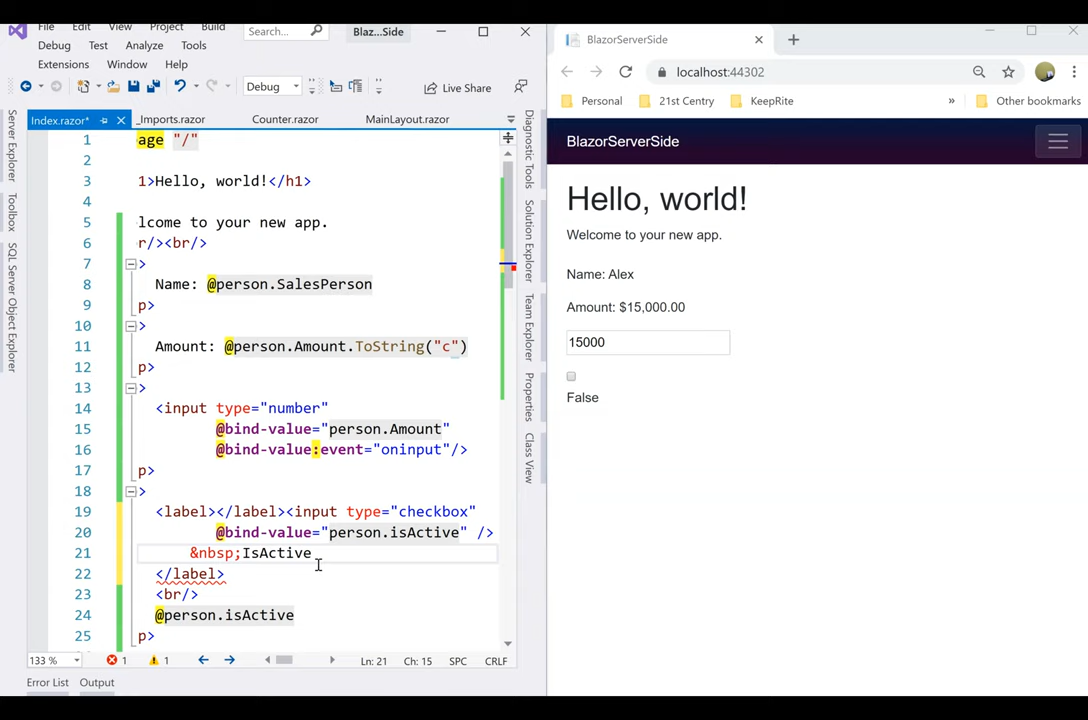 File Edit View Project Build Search... Blaz...Side
Debug Test Analyze Tools
Extensions Window Help
Debug Live Share
Index.razor* _Imports.razor Counter.razor MainLayout.razor
Server Explorer
Toolbox
SQL Server Object Explorer
1 age "/"
2
3 1>Hello, world!</h1>
4
5 lcome to your new app.
6 r/><br/>
7 >
8 Name: @person.SalesPerson
9 p>
10 >
11 Amount: @person.Amount.ToString("c")
12 p>
13 >
14 <input type="number"
15 @bind-value="person.Amount"
16 @bind-value:event="oninput"/>
17 p>
18 >
19 <label></label><input type="checkbox"
20 @bind-value="person.isActive" />
21 &nbsp;IsActive
22 </label>
23 <br/>
24 @person.isActive
25 p>
133 % 1 1 Ln: 21 Ch: 15 SPC CRLF
Error List Output
Diagnostic Tools
Solution Explorer
Team Explorer
Properties
Class View
BlazorServerSide
localhost:44302
Personal 21st Centry KeepRite » Other bookmarks
BlazorServerSide
Hello, world!
Welcome to your new app.
Name: Alex
Amount: $15,000.00
15000
False